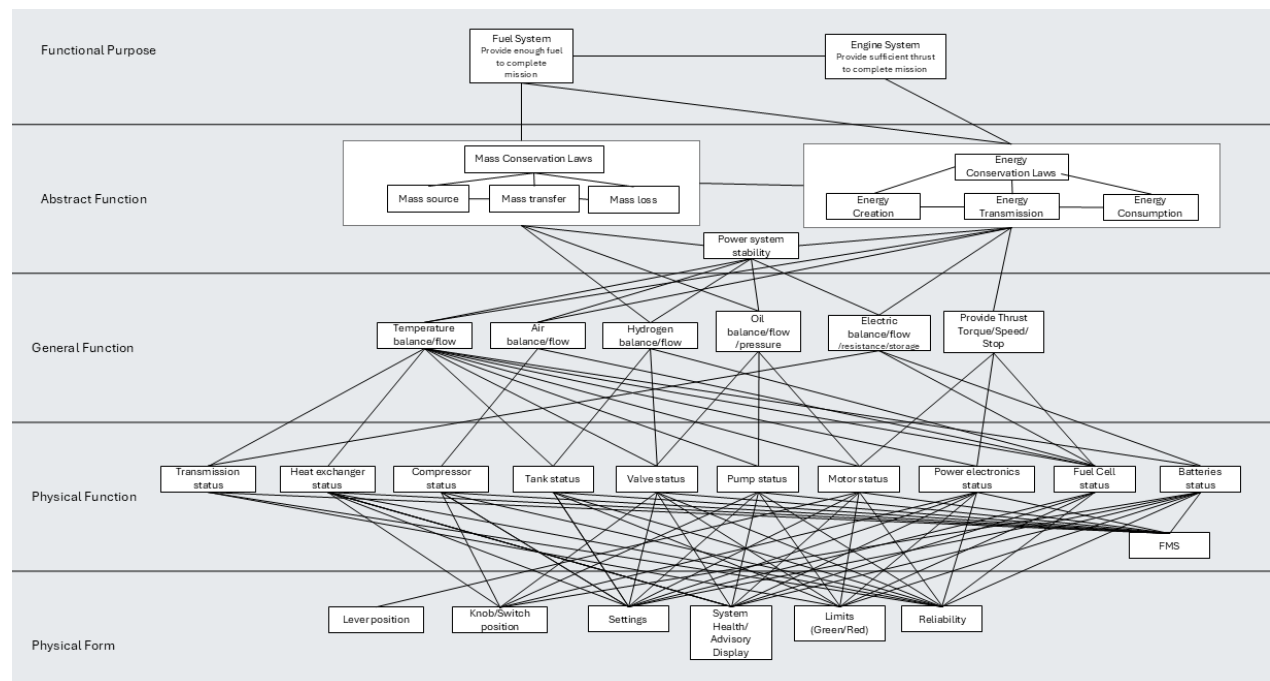 Functional Purpose
Fuel System
Provide enough fuel
to complete
mission
Engine System
Provide sufficient thrust
to complete mission
Abstract Function
Mass Conservation Laws
Mass source
Mass transfer
Mass loss
Energy
Conservation Laws
Energy
Creation
Energy
Transmission
Energy
Consumption
Power system
stability
General Function
Temperature
balance/flow
Air
balance/flow
Hydrogen
balance/flow
Oil
balance/flow
/pressure
Electric
balance/flow
/resistance/storage
Provide Thrust
Torque/Speed/
Stop
Physical Function
Transmission
status
Heat exchanger
status
Compressor
status
Tank status
Valve status
Pump status
Motor status
Power electronics
status
Fuel Cell
status
Batteries
status
FMS
Physical Form
Lever position
Knob/Switch
position
Settings
System
Health/
Advisory
Display
Limits
(Green/Red)
Reliability